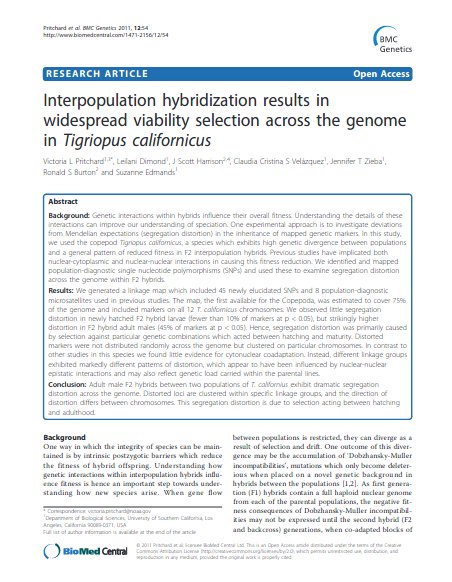 Pritchard et al. BMC Genetics 2011, 12:54
http://www.biomedcentral.com/1471-2156/12/54
BMC
Genetics
RESEARCH ARTICLE
Open Access
Interpopulation hybridization results in
widespread viability selection across the genome
in Tigriopus californicus
Victoria L Pritchard1,3*, Leilani Dimond1, J Scott Harrison2,4, Claudia Cristina S Velázquez1, Jennifer T Zieba1,
Ronald S Burton2 and Suzanne Edmands1
Abstract
Background: Genetic interactions within hybrids influence their overall fitness. Understanding the details of these
interactions can improve our understanding of speciation. One experimental approach is to investigate deviations
from Mendelian expectations (segregation distortion) in the inheritance of mapped genetic markers. In this study,
we used the copepod Tigriopus californicus, a species which exhibits high genetic divergence between populations
and a general pattern of reduced fitness in F2 interpopulation hybrids. Previous studies have implicated both
nuclear-cytoplasmic and nuclear-nuclear interactions in causing this fitness reduction. We identified and mapped
population-diagnostic single nucleotide polymorphisms (SNPs) and used these to examine segregation distortion
across the genome within F2 hybrids.
Results: We generated a linkage map which included 45 newly elucidated SNPs and 8 population-diagnostic
microsatellites used in previous studies. The map, the first available for the Copepoda, was estimated to cover 75%
of the genome and included markers on all 12 T. californicus chromosomes. We observed little segregation
distortion in newly hatched F2 hybrid larvae (fewer than 10% of markers at p < 0.05), but strikingly higher
distortion in F2 hybrid adult males (45% of markers at p < 0.05). Hence, segregation distortion was primarily caused
by selection against particular genetic combinations which acted between hatching and maturity. Distorted
markers were not distributed randomly across the genome but clustered on particular chromosomes. In contrast to
other studies in this species we found little evidence for cytonuclear coadaptation. Instead, different linkage groups
exhibited markedly different patterns of distortion, which appear to have been influenced by nuclear-nuclear
epistatic interactions and may also reflect genetic load carried within the parental lines.
Conclusion: Adult male F2 hybrids between two populations of T. californicus exhibit dramatic segregation
distortion across the genome. Distorted loci are clustered within specific linkage groups, and the direction of
distortion differs between chromosomes. This segregation distortion is due to selection acting between hatching
and adulthood.
Background
One way in which the integrity of species can be main-
tained is by intrinsic postzygotic barriers which reduce
the fitness of hybrid offspring. Understanding how
genetic interactions within interpopulation hybrids influ-
ence fitness is hence an important step towards under-
standing how new species arise. When gene flow
* Correspondence: victoria.pritchard@noaa.gov
1Department of Biological Sciences, University of Southern California, Los
Angeles, California 90089-0371, USA
Full list of author information is available at the end of the article
between populations is restricted, they can diverge as a
result of selection and drift. One outcome of this diver-
gence may be the accumulation of 'Dobzhansky-Muller
incompatibilities', mutations which only become deleter-
ious when placed on a novel genetic background in
hybrids between the populations [1,2]. As first genera-
tion (F1) hybrids contain a full haploid nuclear genome
from each of the parental populations, the negative fit-
ness consequences of Dobzhansky-Muller incompatibil-
ities may not be expressed until the second hybrid (F2
and backcross) generations, when co-adapted blocks of
BioMed Central
© 2011 Pritchard et al; licensee BioMed Central Ltd. This is an Open Access article distributed under the terms of the Creative
Commons Attribution License (http://creativecommons.org/licenses/by/2.0), which permits unrestricted use, distribution, and
reproduction in any medium, provided the original work is properly cited.